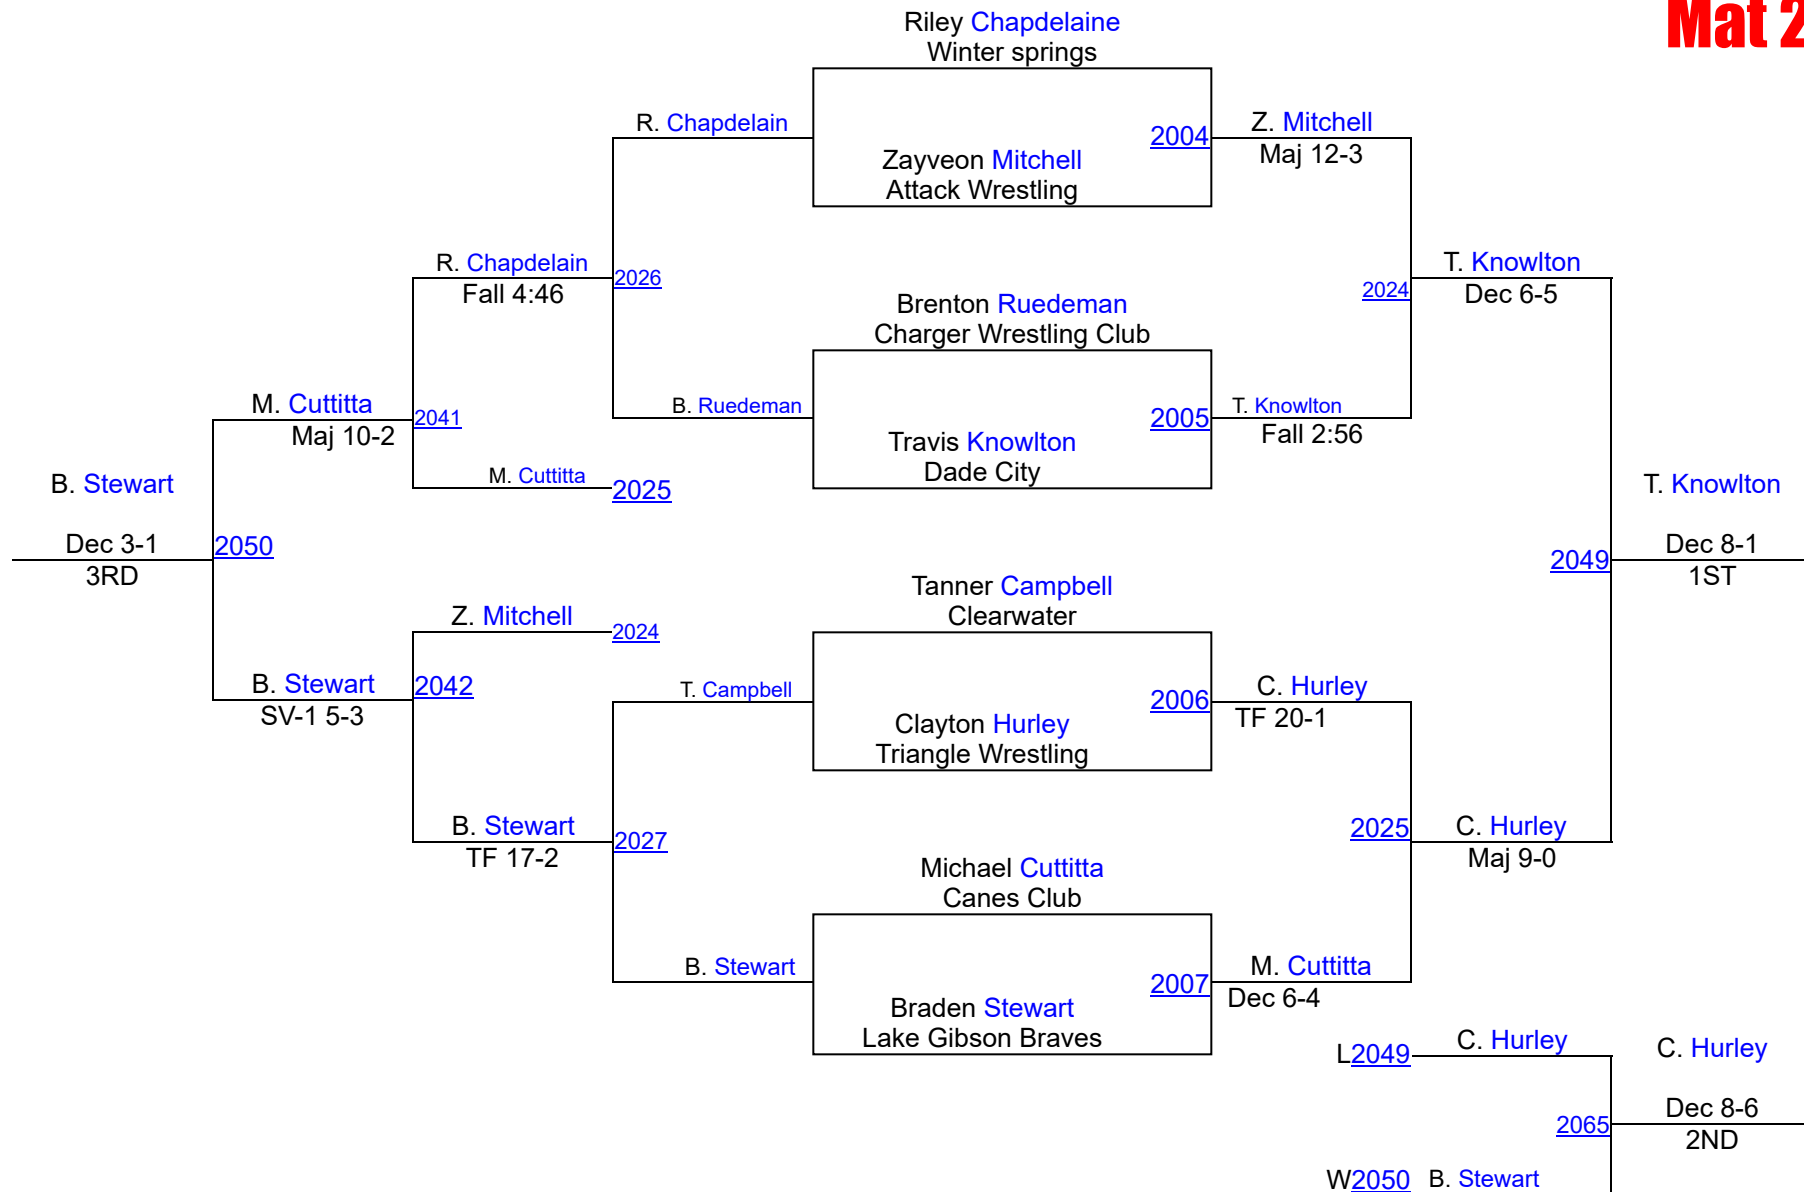 Mat 2
Riley Chapdelaine
Winter springs
R. Chapdelain
2004
Z. Mitchell
Maj 12-3
Zayveon Mitchell
Attack Wrestling
R. Chapdelain
Fall 4:46
2026
T. Knowlton
Dec 6-5
2024
Brenton Ruedeman
Charger Wrestling Club
M. Cuttitta
Maj 10-2
2041
B. Ruedeman
2005
T. Knowlton
Fall 2:56
Travis Knowlton
Dade City
M. Cuttitta
2025
B. Stewart
Dec 3-1
3RD
2050
T. Knowlton
Dec 8-1
1ST
2049
Tanner Campbell
Clearwater
Z. Mitchell
2024
B. Stewart
SV-1 5-3
2042
T. Campbell
2006
C. Hurley
TF 20-1
Clayton Hurley
Triangle Wrestling
B. Stewart
TF 17-2
2027
2025
C. Hurley
Maj 9-0
Michael Cuttitta
Canes Club
B. Stewart
2007
M. Cuttitta
Dec 6-4
Braden Stewart
Lake Gibson Braves
L2049
C. Hurley
C. Hurley
Dec 8-6
2ND
2065
W2050
B. Stewart